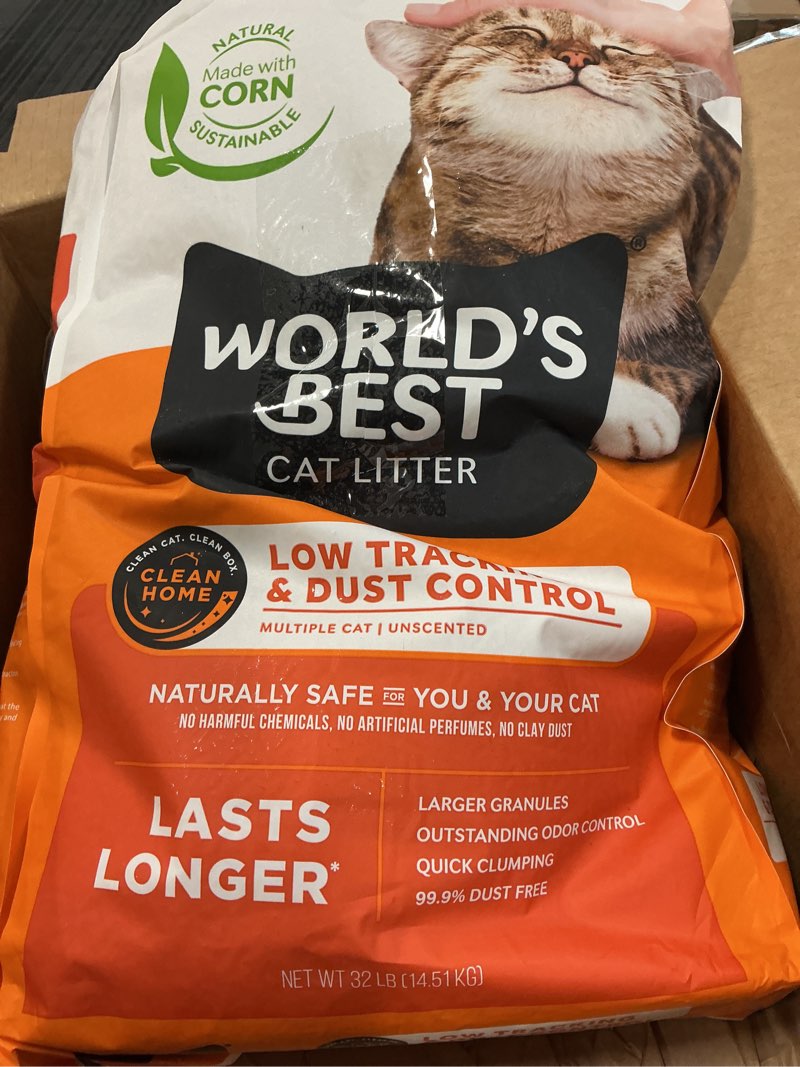 NATURAL
Made with
CORN
SUSTAINABLE
®
WORLD'S
BEST
CAT LITTER
CLEAN CAT. CLEAN BOX.
CLEAN
HOME
LOW
& DUST CONTROL
MULTIPLE CAT | UNSCENTED
NATURALLY SAFE FOR YOU & YOUR CAT
NO HARMFUL CHEMICALS, NO ARTIFICIAL PERFUMES, NO CLAY DUST
LASTS
LONGER*
LARGER GRANULES
OUTSTANDING ODOR CONTROL
QUICK CLUMPING
99.9% DUST FREE
NET WT 32 LB (14.51 KG)
LOW TRACKING